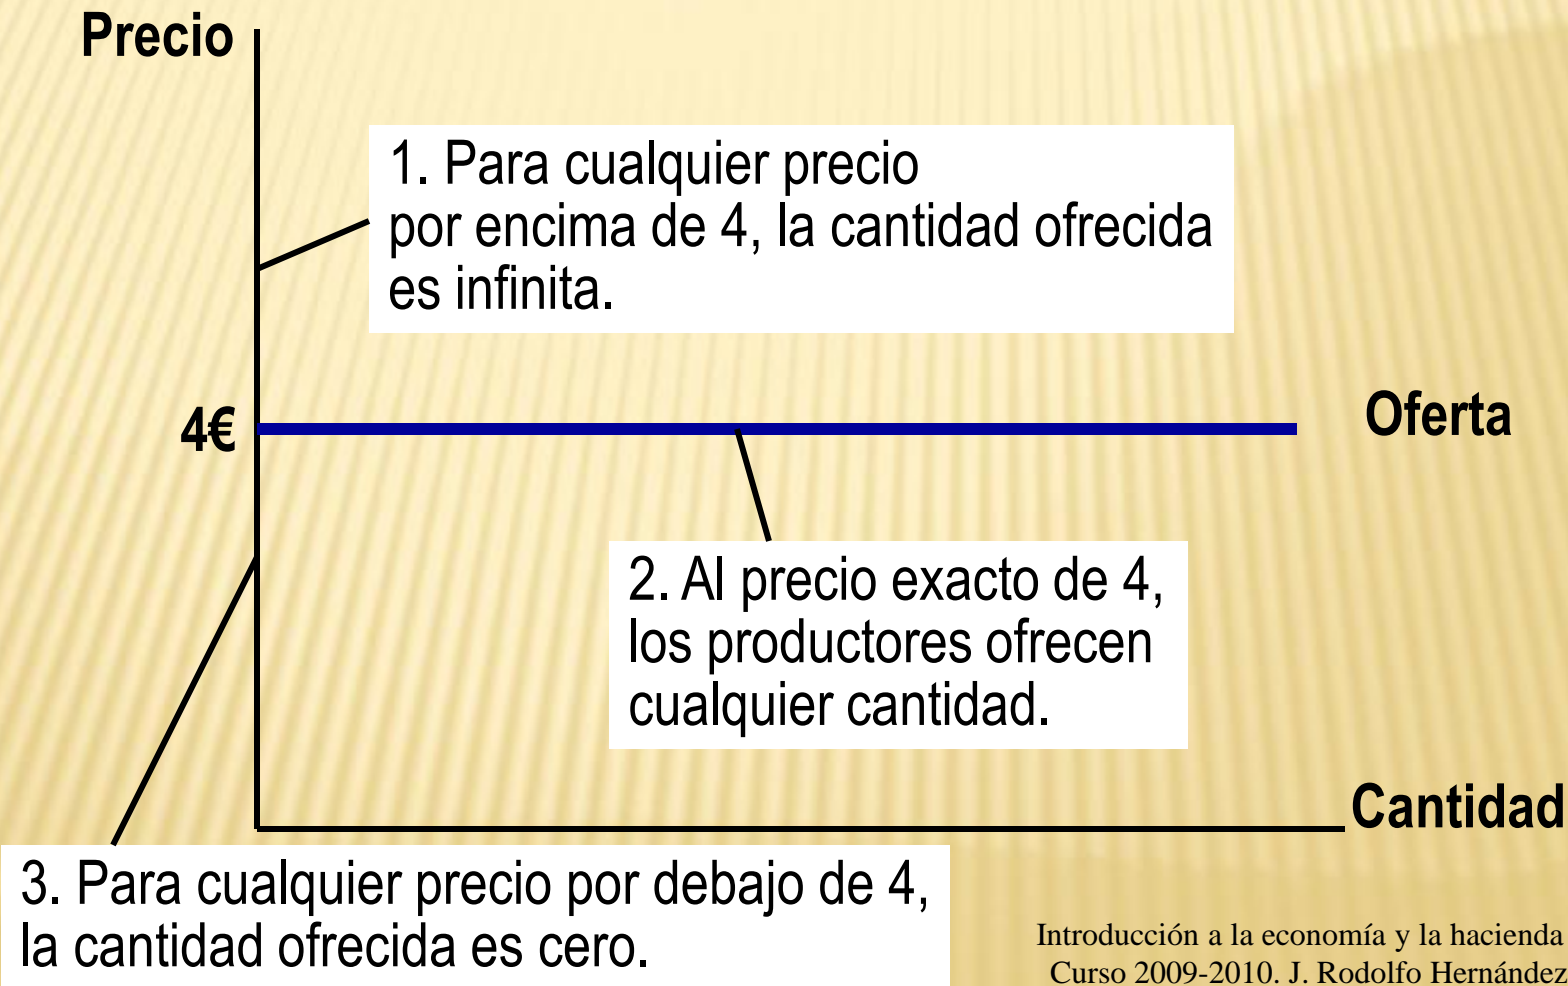 Precio
1. Para cualquier precio
por encima de 4, la cantidad ofrecida
es infinita.
4€
Oferta
2. Al precio exacto de 4,
los productores ofrecen
cualquier cantidad.
Cantidad
3. Para cualquier precio por debajo de 4,
la cantidad ofrecida es cero.
Introducción a la economía y la hacienda
Curso 2009-2010. J. Rodolfo Hernández